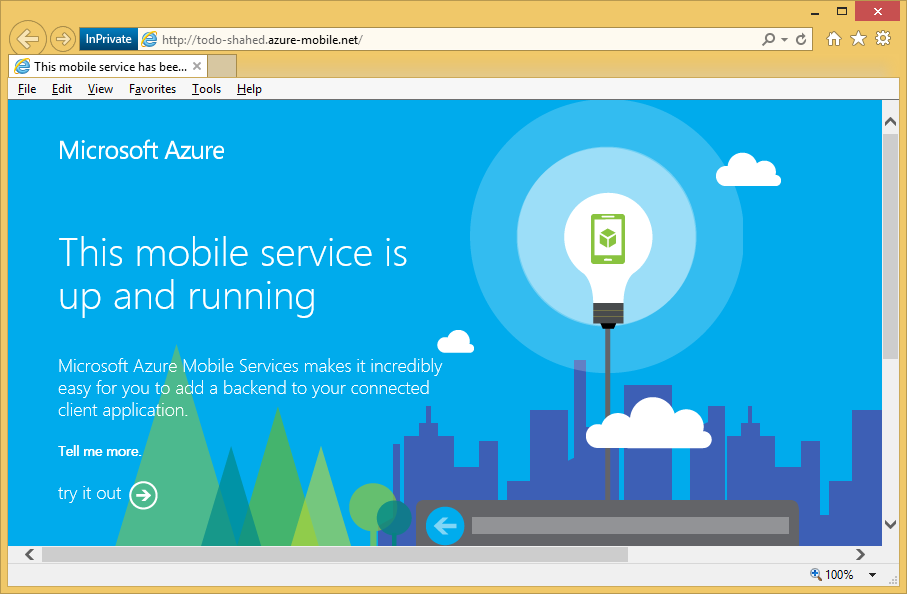 InPrivate
http://todo-shahed.azure-mobile.net/
This mobile service has bee...
File Edit View Favorites Tools Help
Microsoft Azure
This mobile service is
up and running
Microsoft Azure Mobile Services makes it incredibly
easy for you to add a backend to your connected
client application.
Tell me more.
try it out
100%